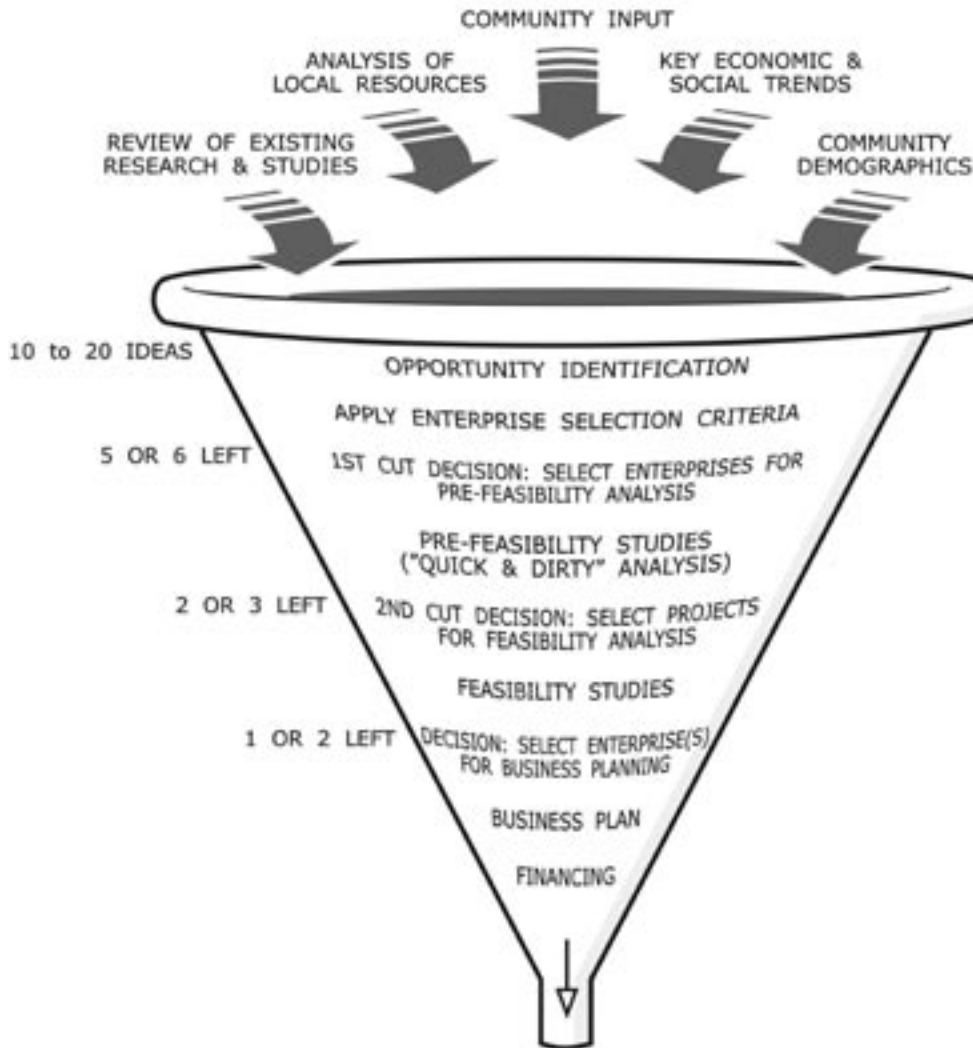 COMMUNITY INPUT
ANALYSIS OF
LOCAL RESOURCES
KEY ECONOMIC &
SOCIAL TRENDS
REVIEW OF EXISTING
RESEARCH & STUDIES
COMMUNITY
DEMOGRAPHICS
10 to 20 IDEAS
OPPORTUNITY IDENTIFICATION
APPLY ENTERPRISE SELECTION CRITERIA
5 OR 6 LEFT
1ST CUT DECISION: SELECT ENTERPRISES FOR
PRE-FEASIBILITY ANALYSIS
PRE-FEASIBILITY STUDIES
("QUICK & DIRTY" ANALYSIS)
2 OR 3 LEFT
2ND CUT DECISION: SELECT PROJECTS
FOR FEASIBILITY ANALYSIS
FEASIBILITY STUDIES
1 OR 2 LEFT
DECISION: SELECT ENTERPRISE(S)
FOR BUSINESS PLANNING
BUSINESS PLAN
FINANCING